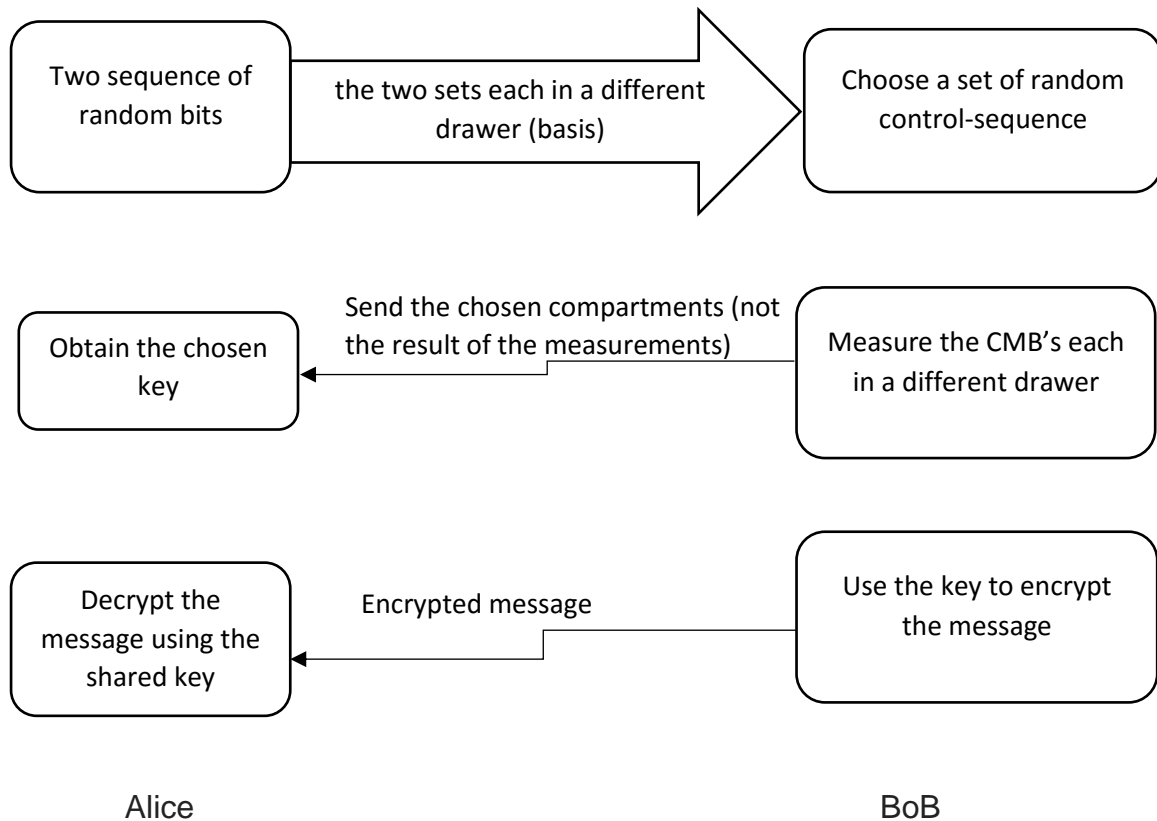 Two sequence of
random bits
the two sets each in a different
drawer (basis)
Choose a set of random
control-sequence
Obtain the chosen
key
Send the chosen compartments (not
the result of the measurements)
Measure the CMB's each
in a different drawer
Decrypt the
message using the
shared key
Encrypted message
Use the key to encrypt
the message
Alice
BoB